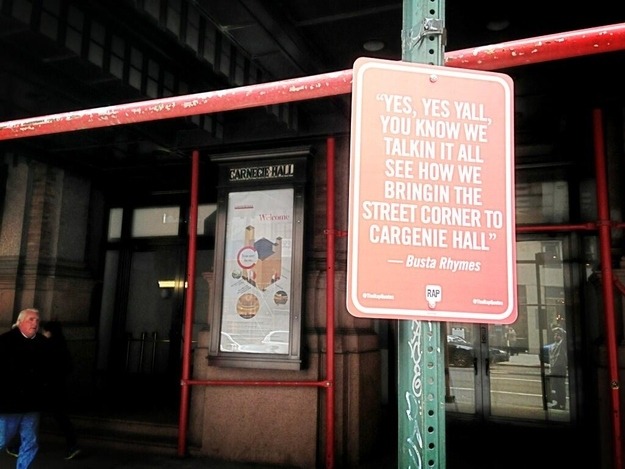 CARNEGIE HALL
Welcome
“YES, YES YALL,
YOU KNOW WE
TALKIN IT ALL
SEE HOW WE
BRINGIN THE
STREET CORNER TO
CARGENIE HALL”
— Busta Rhymes
RAP